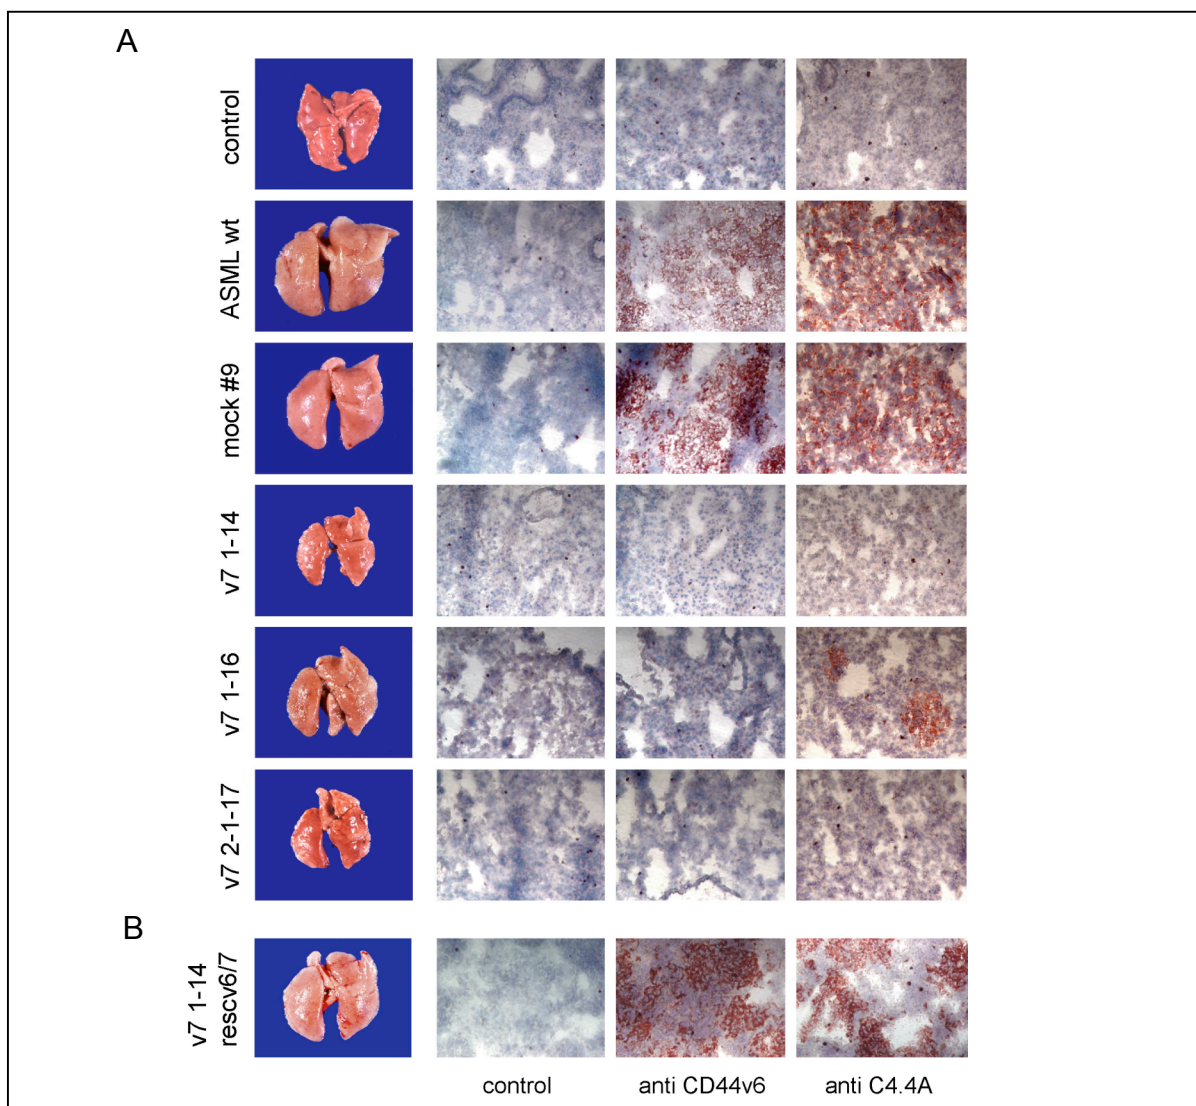 A
control
ASML wt
mock #9
v7 1-14
v7 1-16
v7 2-1-17
B
v7 1-14
rescv6/7
control
anti CD44v6
anti C4.4A